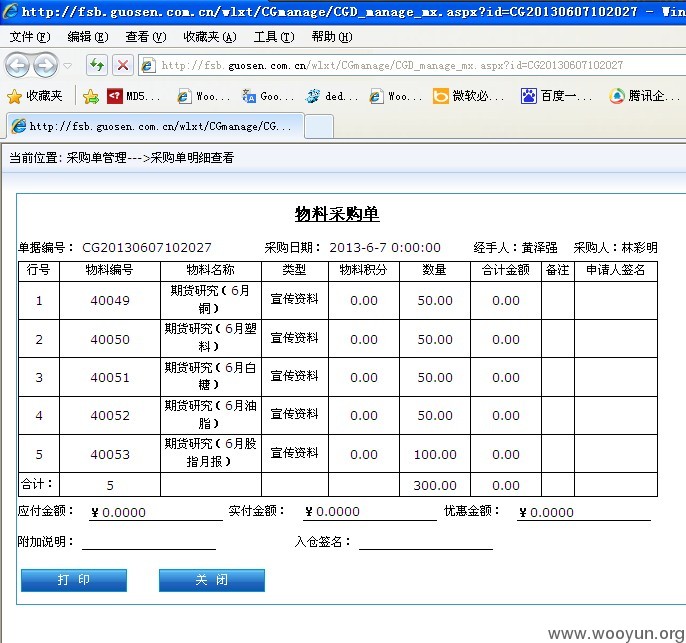 http://fsb.guosen.com.cn/wlxt/CGmanage/CGD_manage_mx.aspx?id=CG20130607102027 - Win
文件(F) 编辑(E) 查看(V) 收藏夹(A) 工具(T) 帮助(H)
http://fsb.guosen.com.cn/wlxt/CGmanage/CGD_manage_mx.aspx?id=CG20130607102027
收藏夹 MD5... Woo... Goo... ded... Woo... 微软必... 百度一... 腾讯企...
http://fsb.guosen.com.cn/wlxt/CGmanage/CG...
当前位置: 采购单管理--->采购单明细查看
物料采购单
单据编号： CG20130607102027 采购日期： 2013-6-7 0:00:00 经手人：黄泽强 采购人：林彩明
行号 物料编号 物料名称 类型 物料积分 数量 合计金额 备注 申请人签名
1 40049 期货研究（6月铜） 宣传资料 0.00 50.00 0.00
2 40050 期货研究（6月塑料） 宣传资料 0.00 50.00 0.00
3 40051 期货研究（6月白糖） 宣传资料 0.00 50.00 0.00
4 40052 期货研究（6月油脂） 宣传资料 0.00 50.00 0.00
5 40053 期货研究（6月股指月报） 宣传资料 0.00 100.00 0.00
合计： 5 300.00 0.00
应付金额： ¥ 0.0000 实付金额： ¥ 0.0000 优惠金额： ¥ 0.0000
附加说明： 入仓签名：
打 印 关 闭
www.wooyun.org